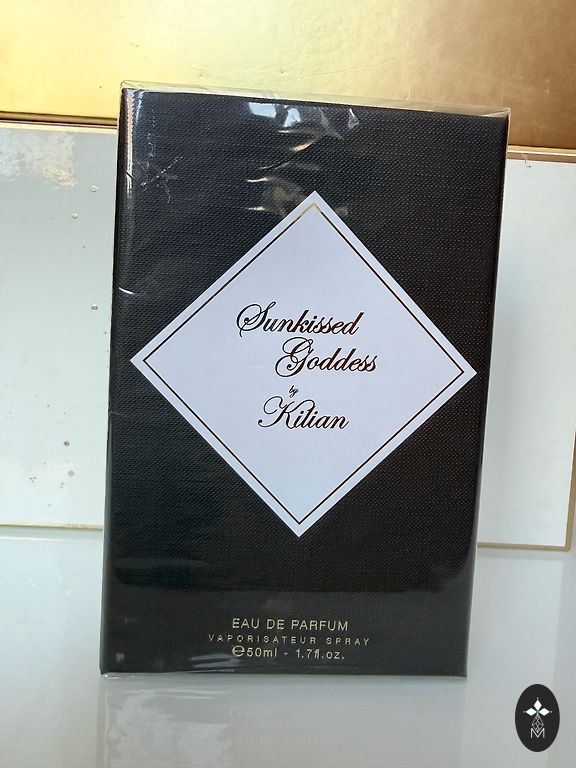 Sunkissed
Goddess
by
Kilian
EAU DE PARFUM
VAPORISATEUR SPRAY
℮50ml - 1.7fl.oz.
M